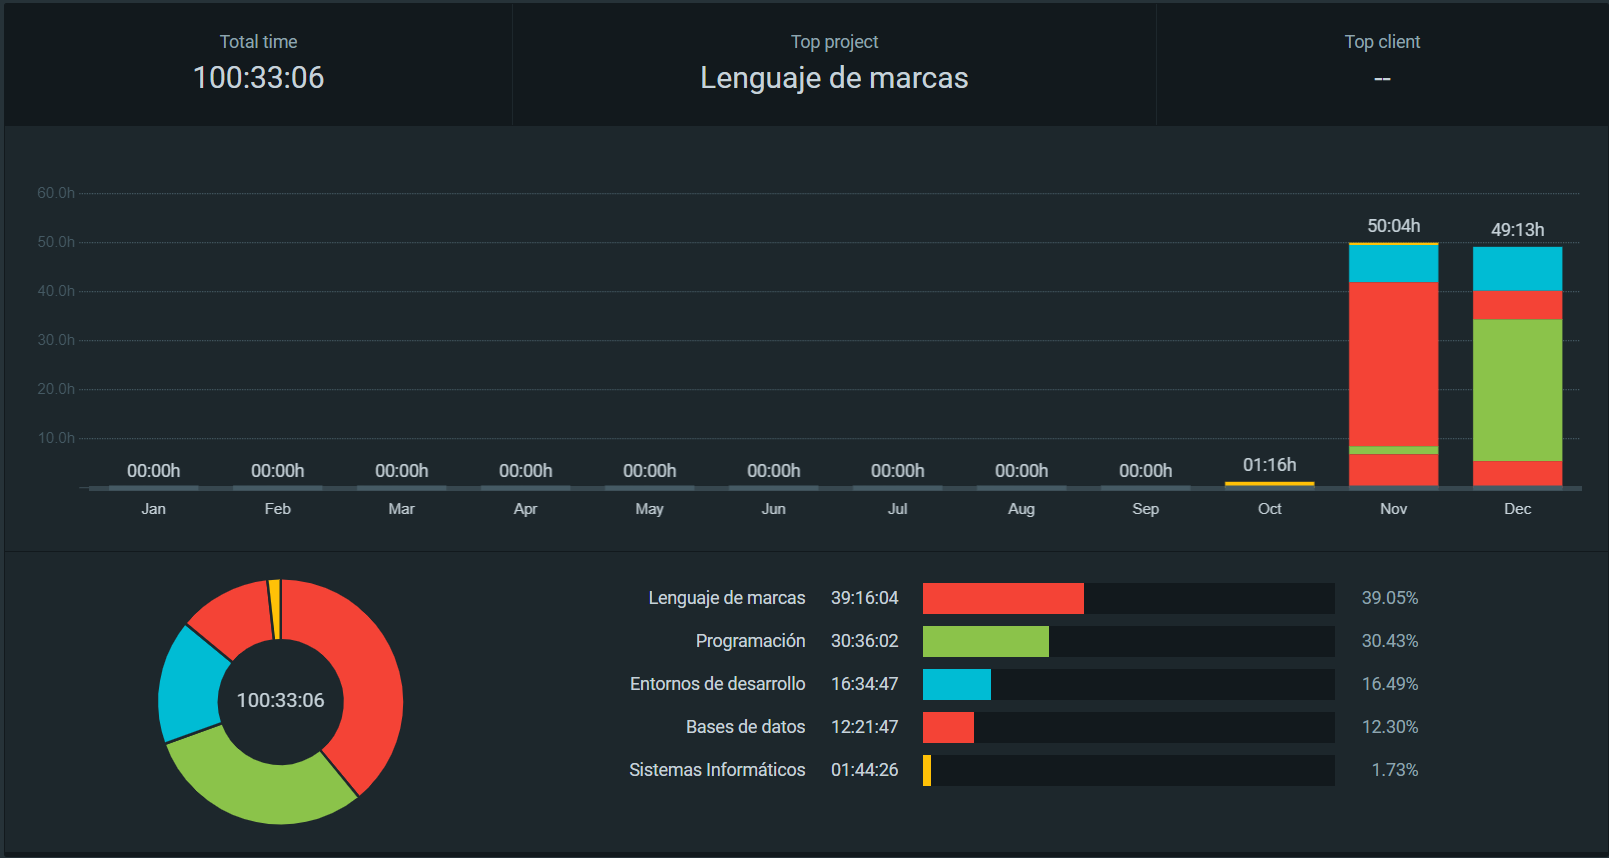 Total time
100:33:06
Top project
Lenguaje de marcas
Top client
--
60.0h
50.0h
40.0h
30.0h
20.0h
10.0h
00:00h 00:00h 00:00h 00:00h 00:00h 00:00h 00:00h 00:00h 00:00h 01:16h 50:04h 49:13h
Jan Feb Mar Apr May Jun Jul Aug Sep Oct Nov Dec
100:33:06
Lenguaje de marcas 39:16:04 39.05%
Programación 30:36:02 30.43%
Entornos de desarrollo 16:34:47 16.49%
Bases de datos 12:21:47 12.30%
Sistemas Informáticos 01:44:26 1.73%